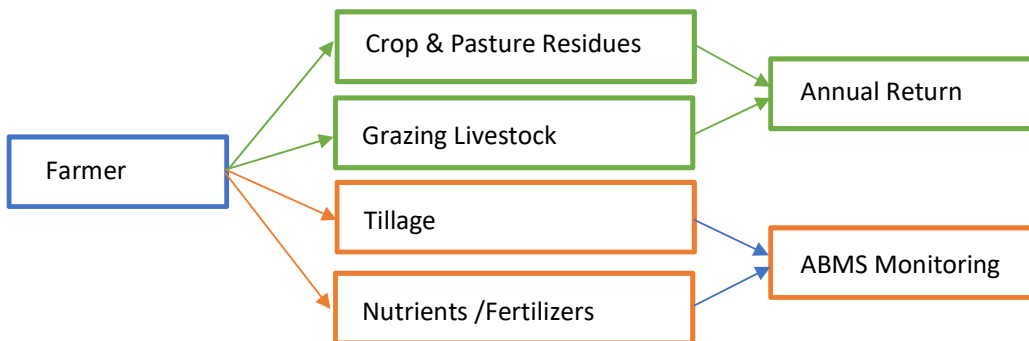 Crop & Pasture Residues
Annual Return
Grazing Livestock
Farmer
Tillage
ABMS Monitoring
Nutrients /Fertilizers